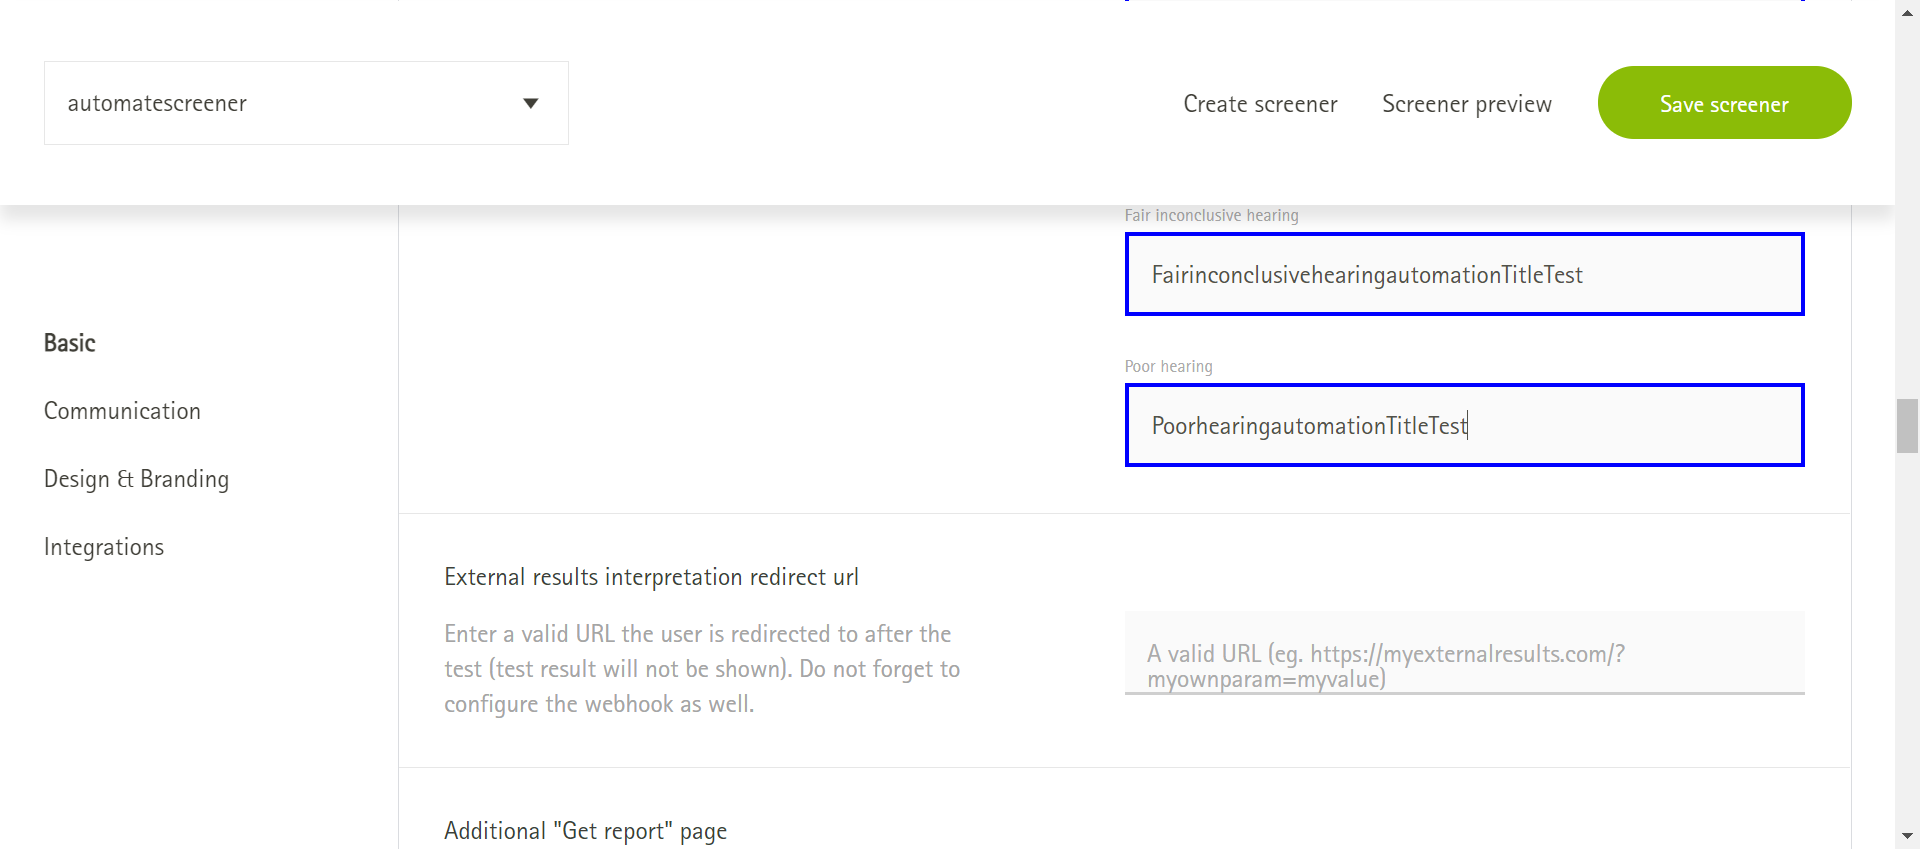 automatescreener
Create screener
Screener preview
Save screener
Basic
Communication
Design & Branding
Integrations
Fair inconclusive hearing
FairinconclusivehearingautomationTitleTest
Poor hearing
PoorhearingautomationTitleTest
External results interpretation redirect url
Enter a valid URL the user is redirected to after the
test (test result will not be shown). Do not forget to
configure the webhook as well.
A valid URL (eg. https://myexternalresults.com/?
myownparam=myvalue)
Additional "Get report" page